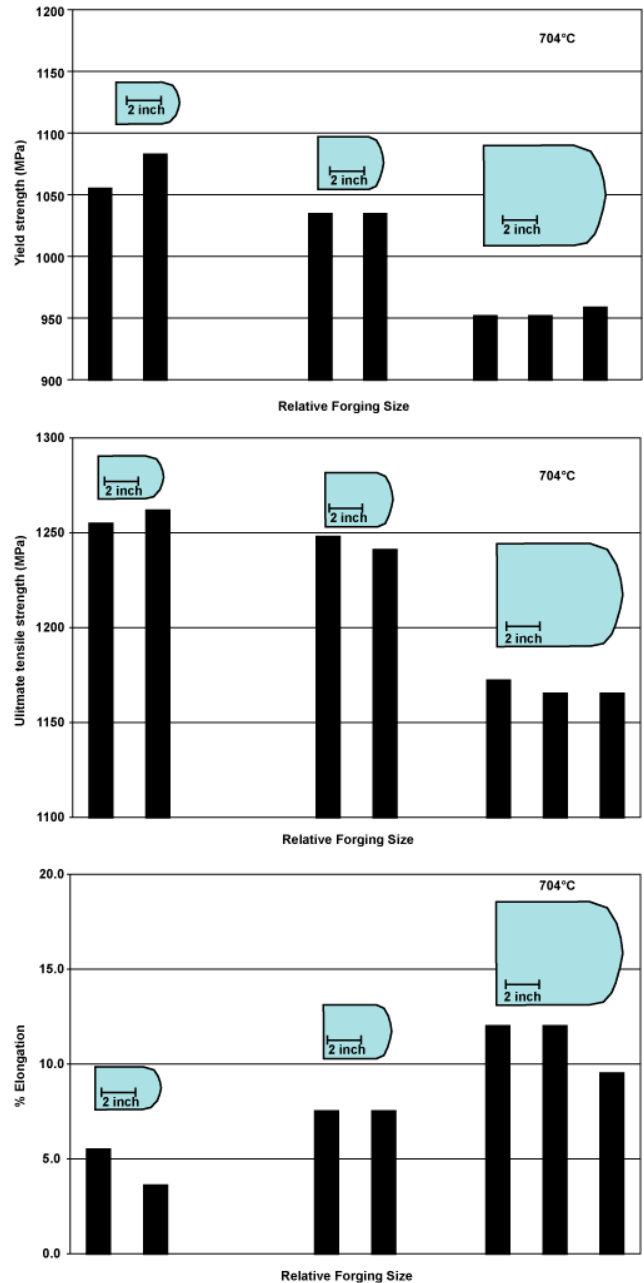 1200
704°C
1150
2 inch
1100
2 inch
1050
2 inch
1000
950
900
Yield strength (MPa)
Relative Forging Size
1300
704°C
2 inch
2 inch
1250
1200
2 inch
1150
1100
Ulitmate tensile strength (MPa)
Relative Forging Size
20.0
704°C
15.0
2 inch
10.0
2 inch
2 inch
5.0
0.0
% Elongation
Relative Forging Size